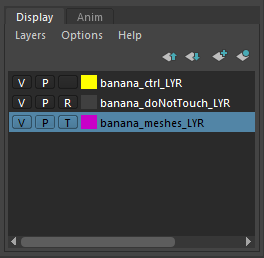 Display Anim
Layers Options Help
V P banana_ctrl_LYR
V P R banana_doNotTouch_LYR
V P T banana_meshes_LYR